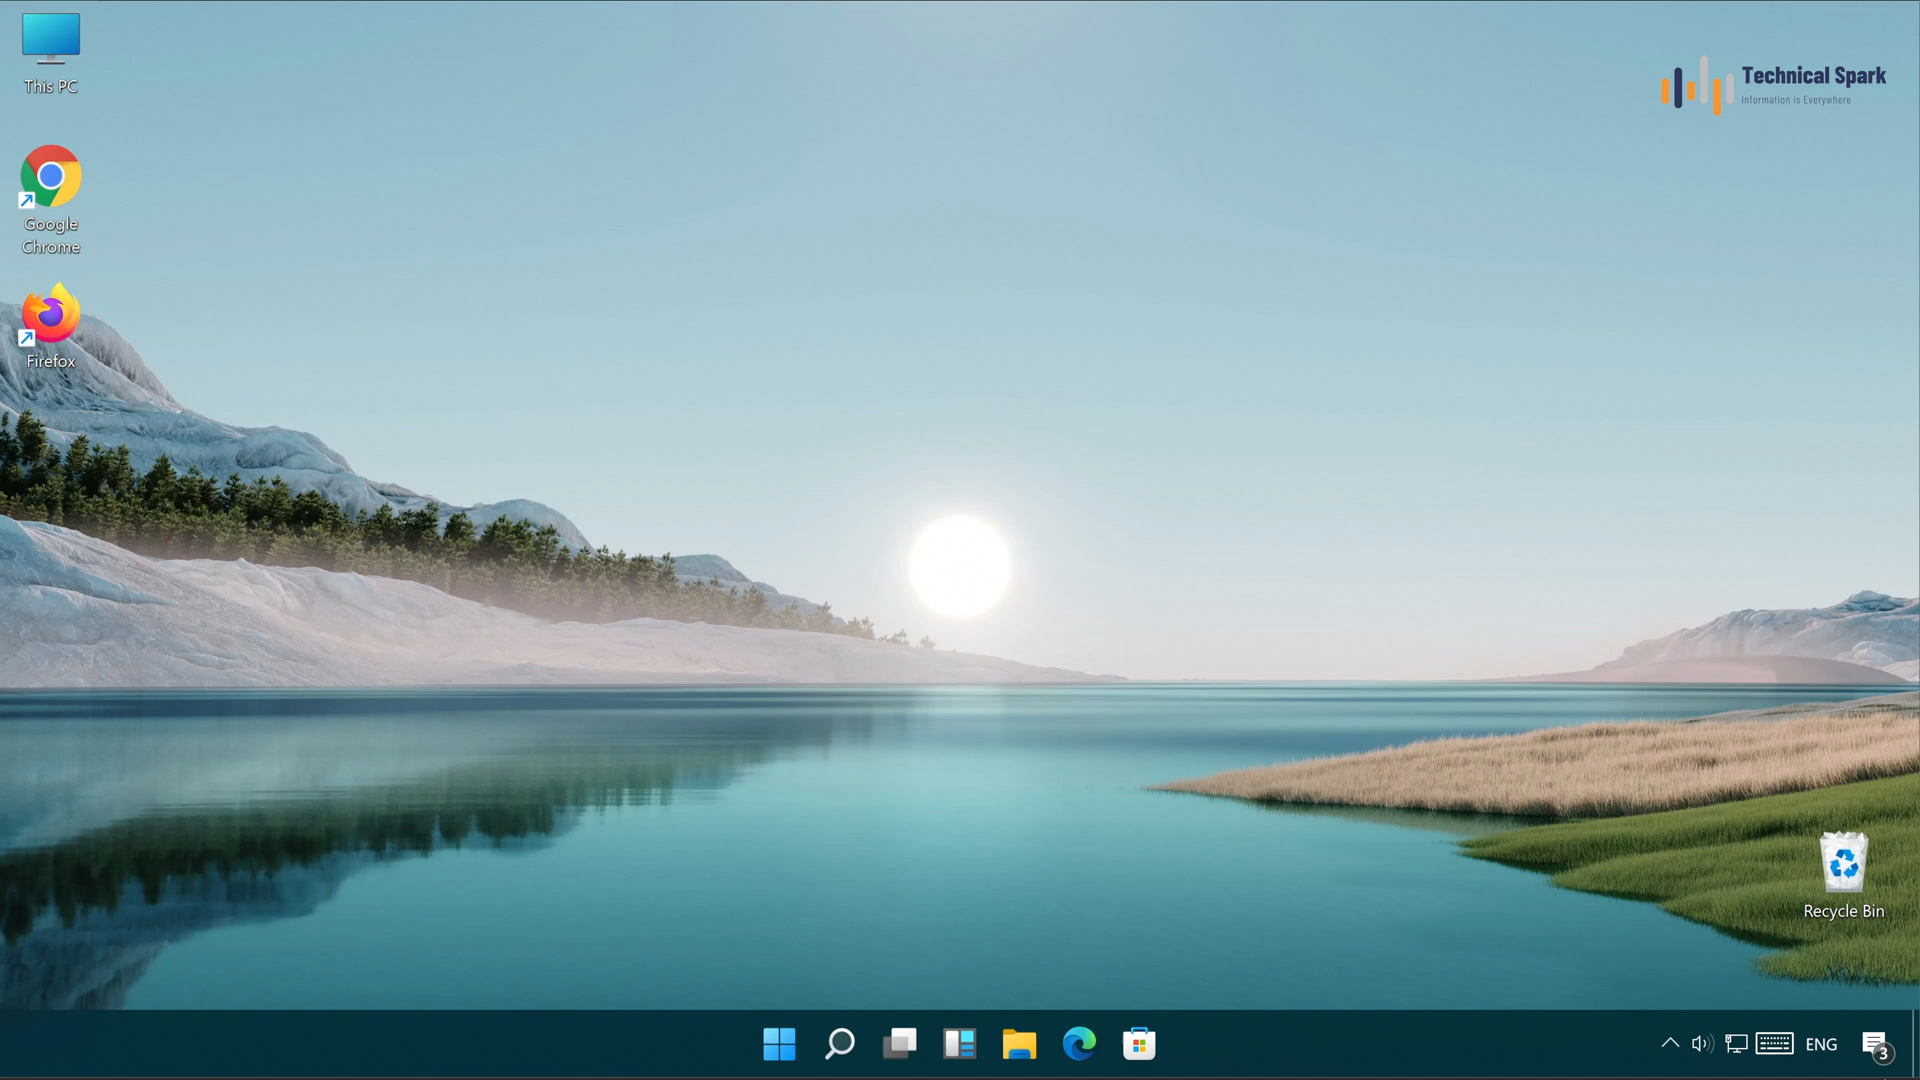 This PC
Technical Spark
Information is Everywhere
Google
Chrome
Firefox
Recycle Bin
ENG
3